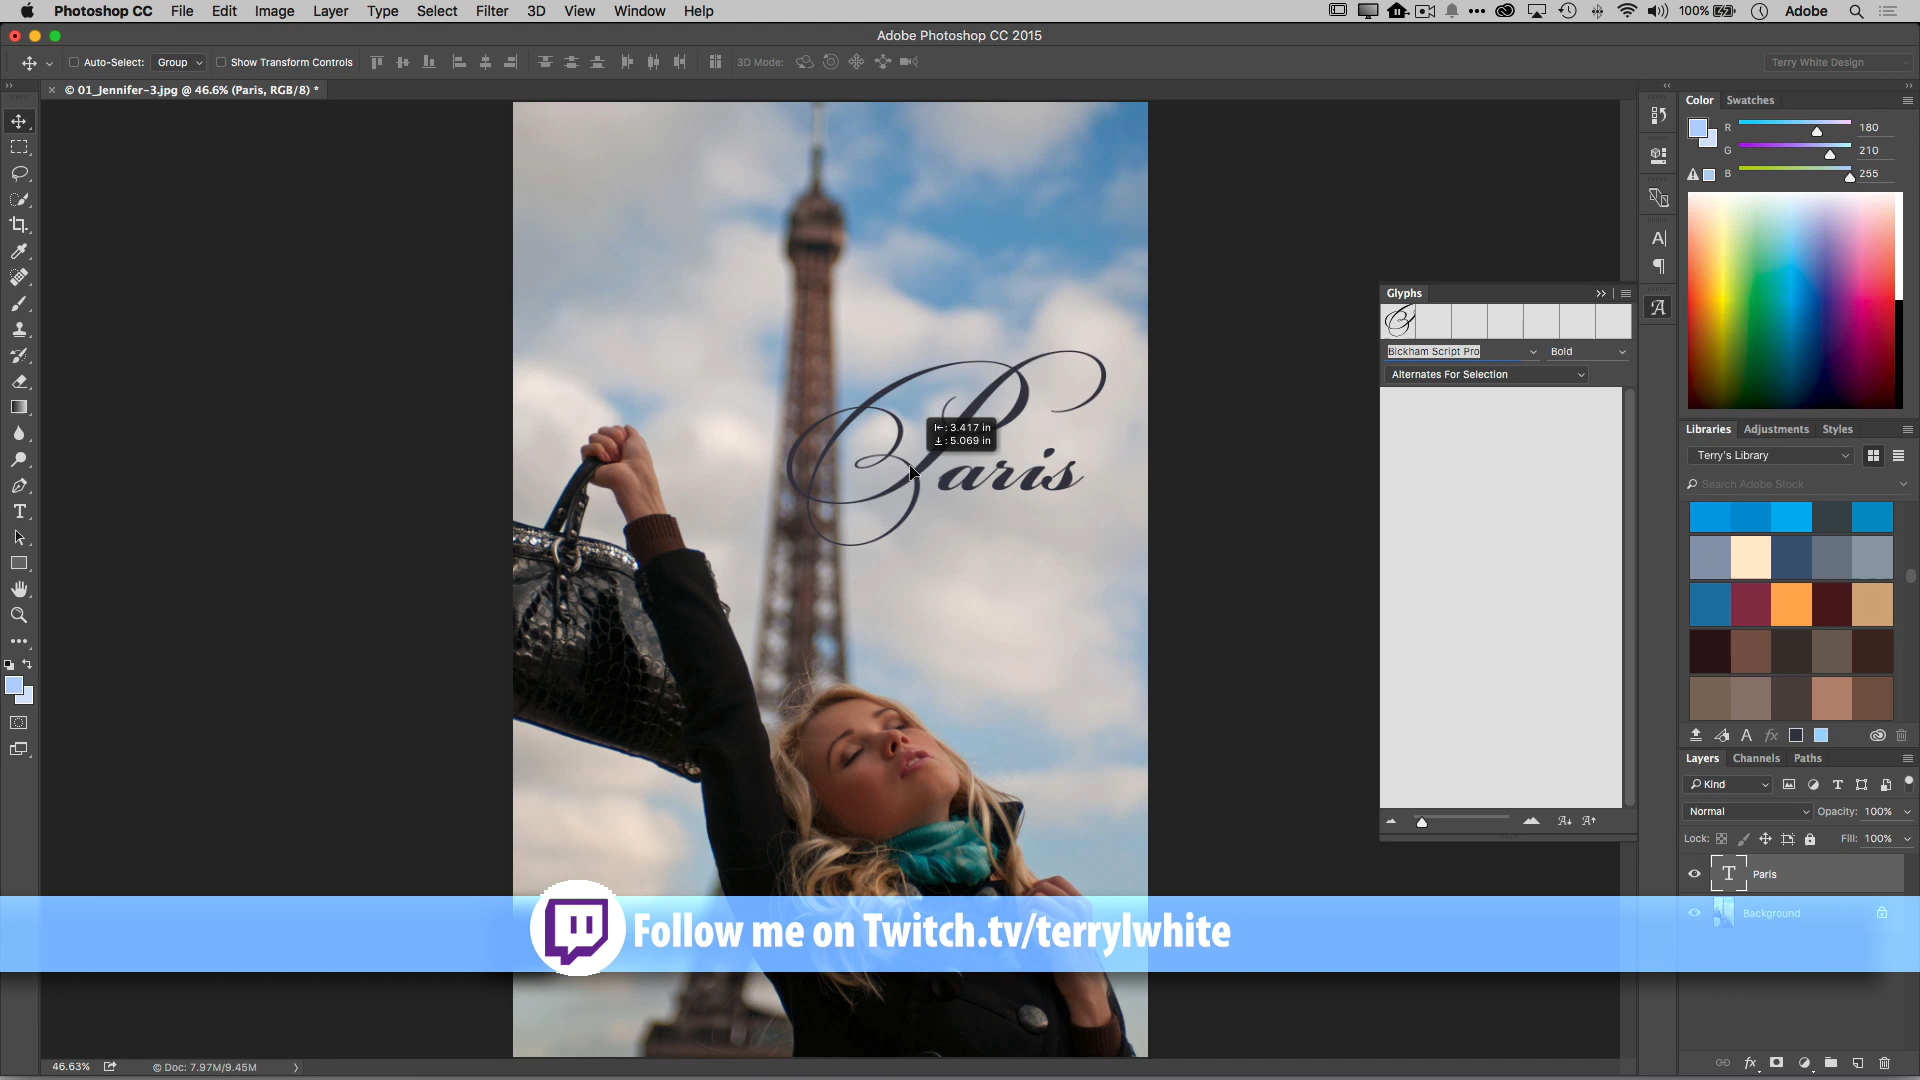 Photoshop CC File Edit Image Layer Type Select Filter 3D View Window Help 100% Adobe
Adobe Photoshop CC 2015
Auto-Select: Group Show Transform Controls 3D Mode: Terry White Design
© 01_Jennifer-3.jpg @ 46.6% (Paris, RGB/8) *
Color Swatches
R 180
G 210
B 255
Glyphs
Bickham Script Pro Bold
Alternates For Selection
Paris
3.417 in
5.069 in
Libraries Adjustments Styles
Terry's Library
Search Adobe Stock
Layers Channels Paths
Kind
Normal Opacity: 100%
Lock: Fill: 100%
Paris
Background
Follow me on Twitch.tv/terrylwhite
46.63% © Doc: 7.97M/9.45M